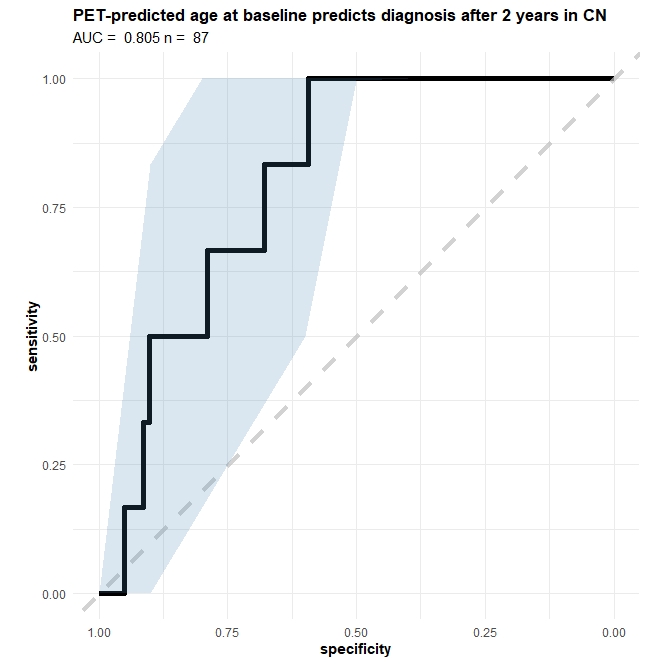 PET-predicted age at baseline predicts diagnosis after 2 years in CN
AUC = 0.805 n = 87
1.00
0.75
0.50
0.25
0.00
sensitivity
1.00 0.75 0.50 0.25 0.00
specificity